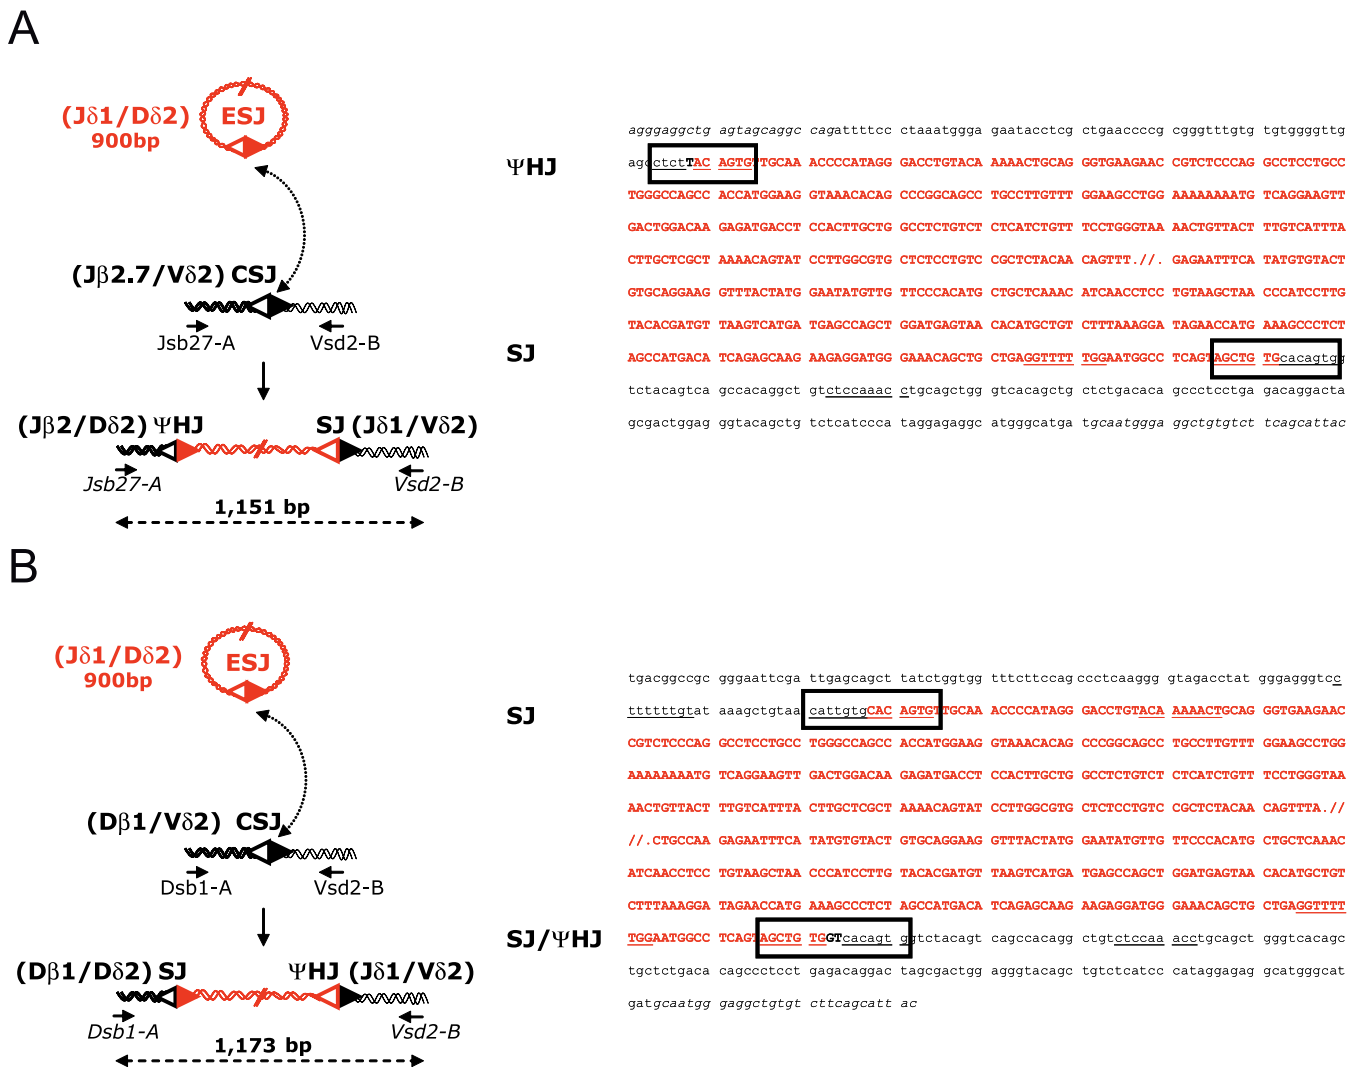 A
(Jδ1/Dδ2)
900bp
ESJ
(Jβ2.7/Vδ2) CSJ
Jsb27-A
Vsd2-B
(Jβ2/Dδ2) ΨHJ
SJ (Jδ1/Vδ2)
Jsb27-A
Vsd2-B
1,151 bp
ΨHJ
SJ
agggaggctg agtagcaggc cagattttcc ctaaatggga gaatacctcg ctgaaccccg cgggtttgtg tgtggggttg
agcctctTAC AGTGTTGCAA ACCCCATAGG GACCTGTACA AAAACTGCAG GGTGAAGAAC CGTCTCCCAG GCCTCCTGCC
TGGGCCAGCC ACCATGGAAG GTAAACACAG CCCGGCAGCC TGCCTTGTTT GGAAGCCTGG AAAAAAAATG TCAGGAAGTT
GACTGGACAA GAGATGACCT CCACTTGCTG GCCTCTGTCT CTCATCTGTT TCCTGGGTAA AACTGTTACT TTGTCATTTA
CTTGCTCGCT AAAACAGTAT CCTTGGCGTG CTCTCCTGTC CGCTCTACAA CAGTTT.//. GAGAATTTCA TATGTGTACT
GTGCAGGAAG GTTTACTATG GAATATGTTG TTCCCACATG CTGCTCAAAC ATCAACCTCC TGTAAGCTAA CCCATCCTTG
TACACGATGT TAAGTCATGA TGAGCCAGCT GGATGAGTAA CACATGCTGT CTTTAAAGGA TAGAACCATG AAAGCCCTCT
AGCCATGACA TCAGAGCAAG AAGAGGATGG GAAACAGCTG CTGAGGTTTT TGGAATGGCC TCAGTAGCTG TGcacagtgg
tctacagtca gccacaggct gtctccaaac ctgcagctgg gtcacagctg ctctgacaca gccctcctga gacaggacta
gcgactggag ggtacagctg tctcatccca taggagaggc atgggcatga tgcaatggga ggctgtgtct tcagcattac
B
(Jδ1/Dδ2)
900bp
ESJ
(Dβ1/Vδ2) CSJ
Dsb1-A
Vsd2-B
(Dβ1/Dδ2) SJ
ΨHJ (Jδ1/Vδ2)
Dsb1-A
Vsd2-B
1,173 bp
SJ
SJ/ΨHJ
tgacggccgc gggaattcga ttgagcagct tatctggtgg tttcttccag ccctcaaggg gtagacctat gggagggtcc
ttttttgtat aaagctgtaa cattgtgCAC AGTGTTGCAA ACCCCATAGG GACCTGTACA AAAACTGCAG GGTGAAGAAC
CGTCTCCCAG GCCTCCTGCC TGGGCCAGCC ACCATGGAAG GTAAACACAG CCCGGCAGCC TGCCTTGTTT GGAAGCCTGG
AAAAAAAATG TCAGGAAGTT GACTGGACAA GAGATGACCT CCACTTGCTG GCCTCTGTCT CTCATCTGTT TCCTGGGTAA
AACTGTTACT TTGTCATTTA CTTGCTCGCT AAAACAGTAT CCTTGGCGTG CTCTCCTGTC CGCTCTACAA CAGTTTA.//
//.CTGCCAAG GAGAATTTCA TATGTGTACT GTGCAGGAAG GTTTACTATG GAATATGTTG TTCCCACATG CTGCTCAAAC
ATCAACCTCC TGTAAGCTAA CCCATCCTTG TACACGATGT TAAGTCATGA TGAGCCAGCT GGATGAGTAA CACATGCTGT
CTTTAAAGGA TAGAACCATG AAAGCCCTCT AGCCATGACA TCAGAGCAAG AAGAGGATGG GAAACAGCTG CTGAGGTTTT
TGGAATGGCC TCAGTAGCTG TGGTcacagt ggtctacagt cagccacagg ctgtctccaa acctgcagct gggtcacagc
tgctctgaca cagccctcct gagacaggac tagcgactgg agggtacagc tgtctcatcc cataggagag gcatgggcat
gatgcaatgg gaggctgtgt cttcagcatt ac